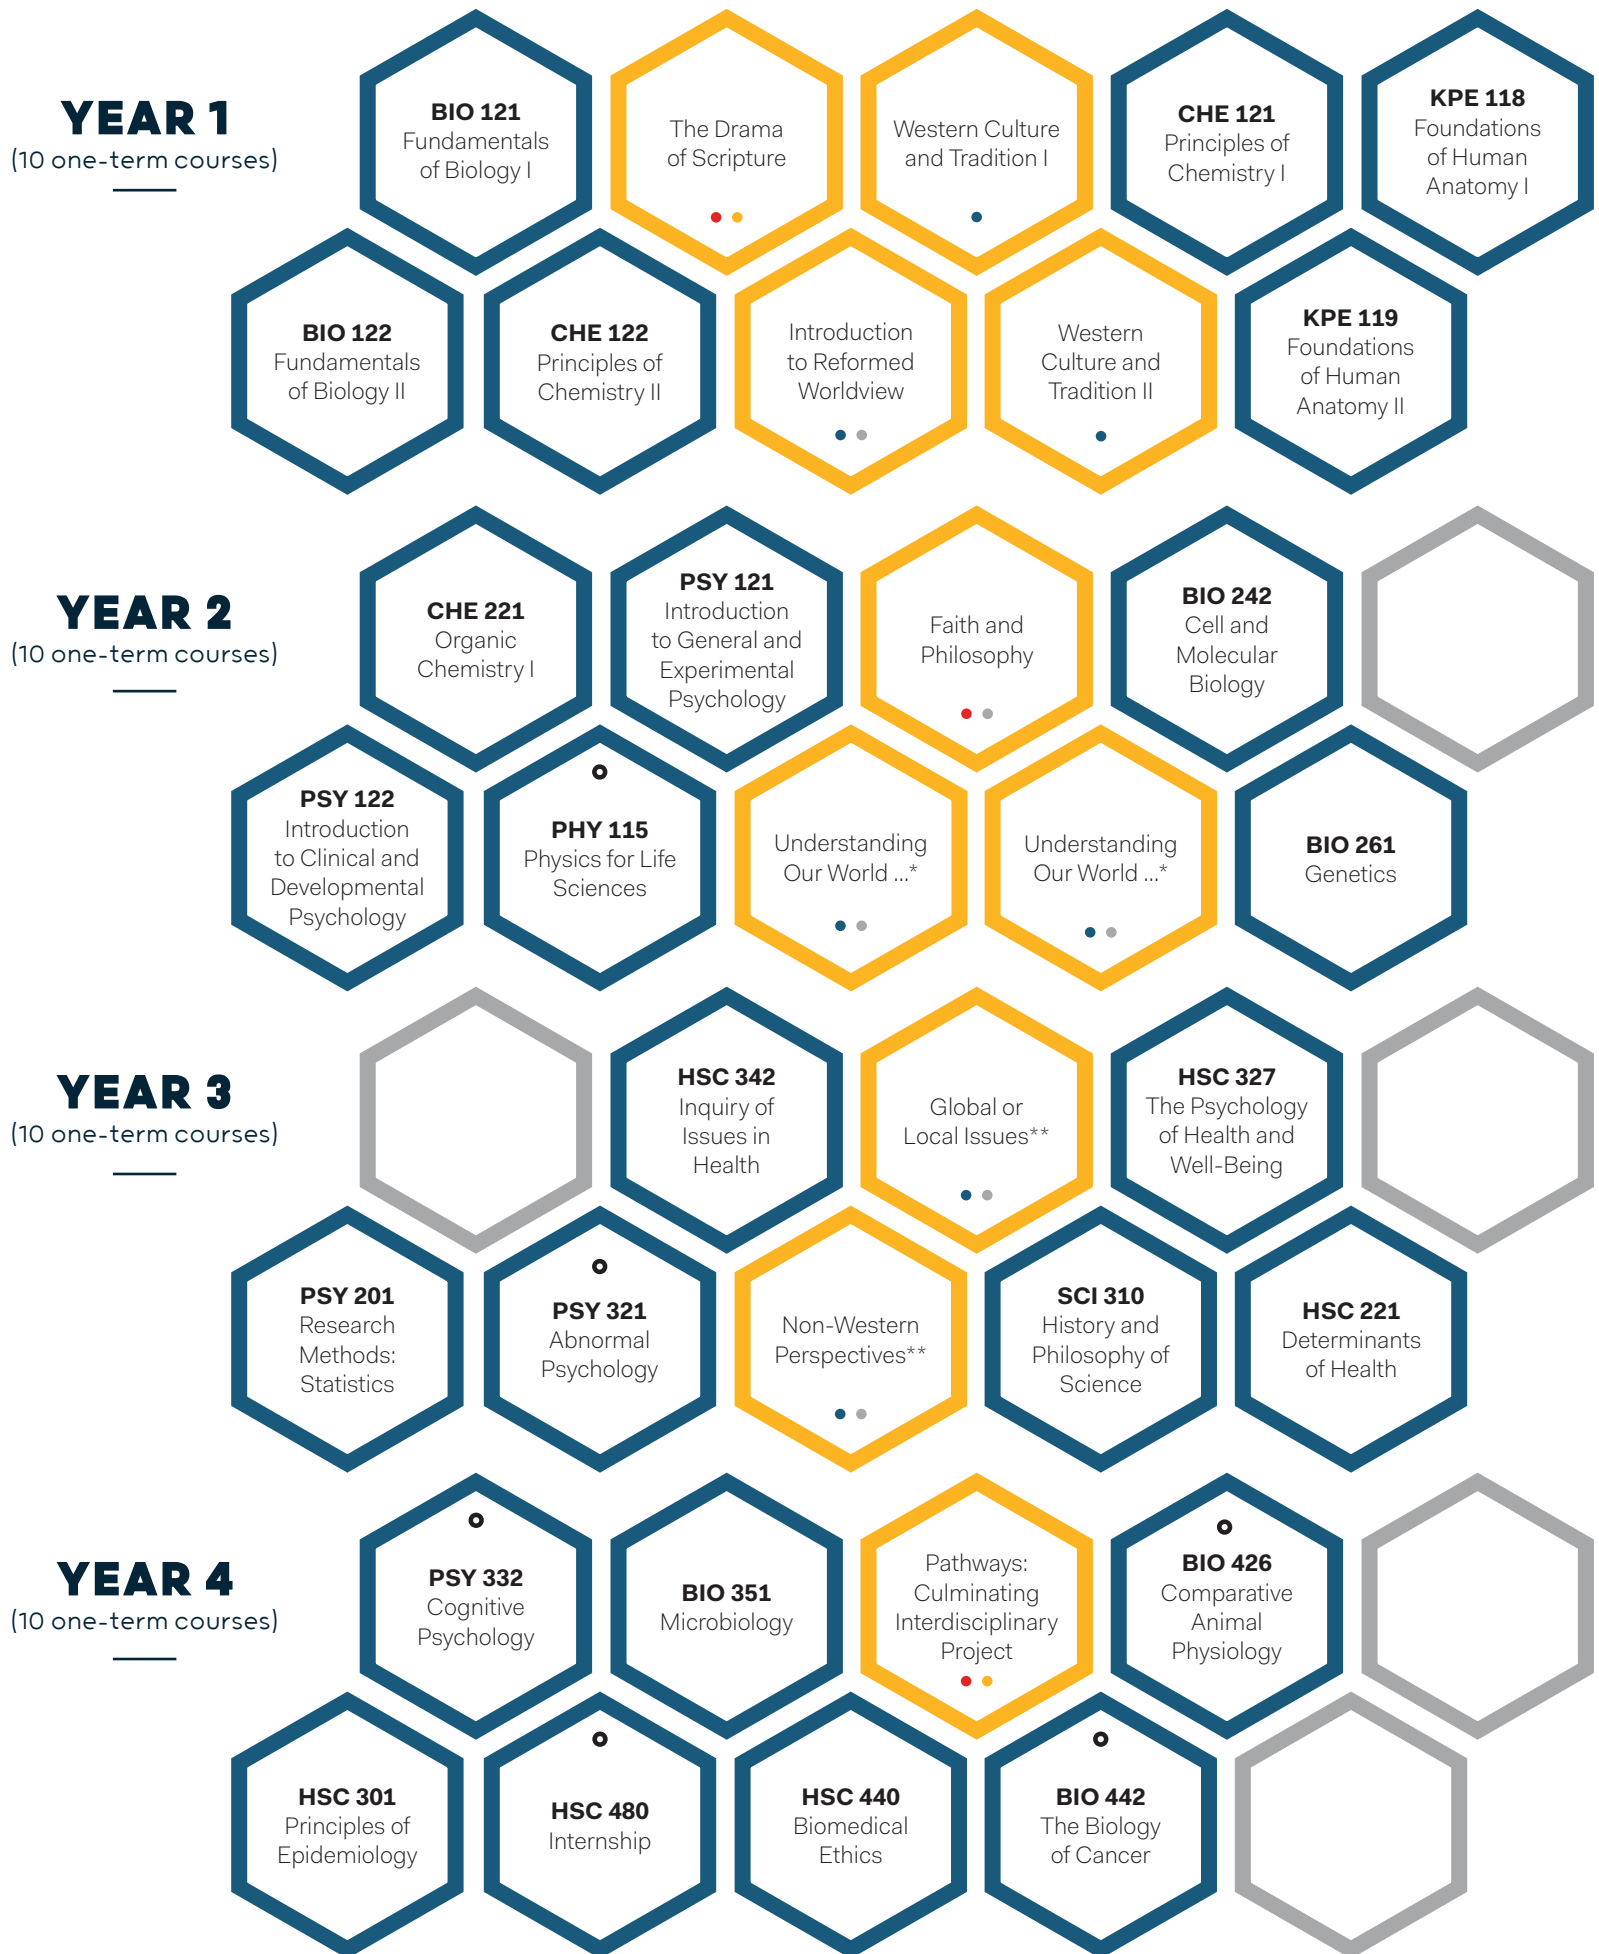 YEAR 1
(10 one-term courses)
BIO 121
Fundamentals
of Biology I
The Drama
of Scripture
Western Culture
and Tradition I
CHE 121
Principles of
Chemistry I
KPE 118
Foundations
of Human
Anatomy I
BIO 122
Fundamentals
of Biology II
CHE 122
Principles of
Chemistry II
Introduction
to Reformed
Worldview
Western
Culture and
Tradition II
KPE 119
Foundations
of Human
Anatomy II
YEAR 2
(10 one-term courses)
CHE 221
Organic
Chemistry I
PSY 121
Introduction
to General and
Experimental
Psychology
Faith and
Philosophy
BIO 242
Cell and
Molecular
Biology
PSY 122
Introduction
to Clinical and
Developmental
Psychology
PHY 115
Physics for Life
Sciences
Understanding
Our World ...*
Understanding
Our World ...*
BIO 261
Genetics
YEAR 3
(10 one-term courses)
HSC 342
Inquiry of
Issues in
Health
Global or
Local Issues**
HSC 327
The Psychology
of Health and
Well-Being
PSY 201
Research
Methods:
Statistics
PSY 321
Abnormal
Psychology
Non-Western
Perspectives**
SCI 310
History and
Philosophy of
Science
HSC 221
Determinants
of Health
YEAR 4
(10 one-term courses)
PSY 332
Cognitive
Psychology
BIO 351
Microbiology
Pathways:
Culminating
Interdisciplinary
Project
BIO 426
Comparative
Animal
Physiology
HSC 301
Principles of
Epidemiology
HSC 480
Internship
HSC 440
Biomedical
Ethics
BIO 442
The Biology
of Cancer